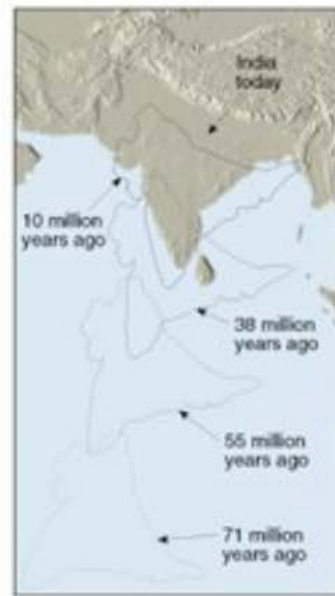 India
today
10 million
years ago
38 million
years ago
55 million
years ago
71 million
years ago